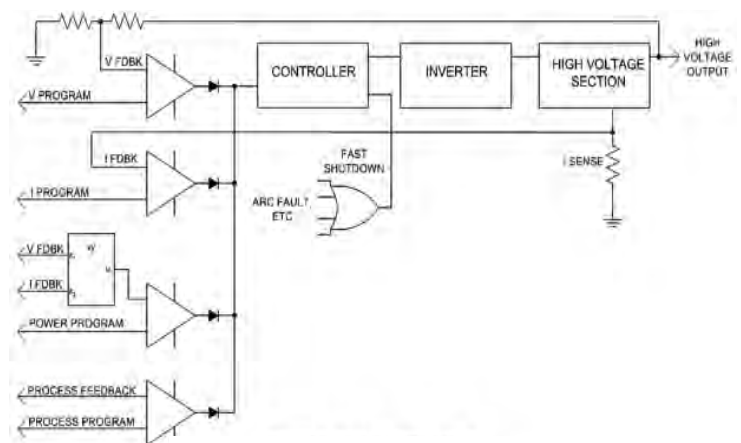 V FDBK
V PROGRAM
CONTROLLER
INVERTER
HIGH VOLTAGE
SECTION
HIGH
VOLTAGE
OUTPUT
I FDBK
I PROGRAM
FAST
SHUTDOWN
ARC FAULT,
ETC
I SENSE
V FDBK
I FDBK
POWER PROGRAM
PROCESS FEEDBACK
PROCESS PROGRAM